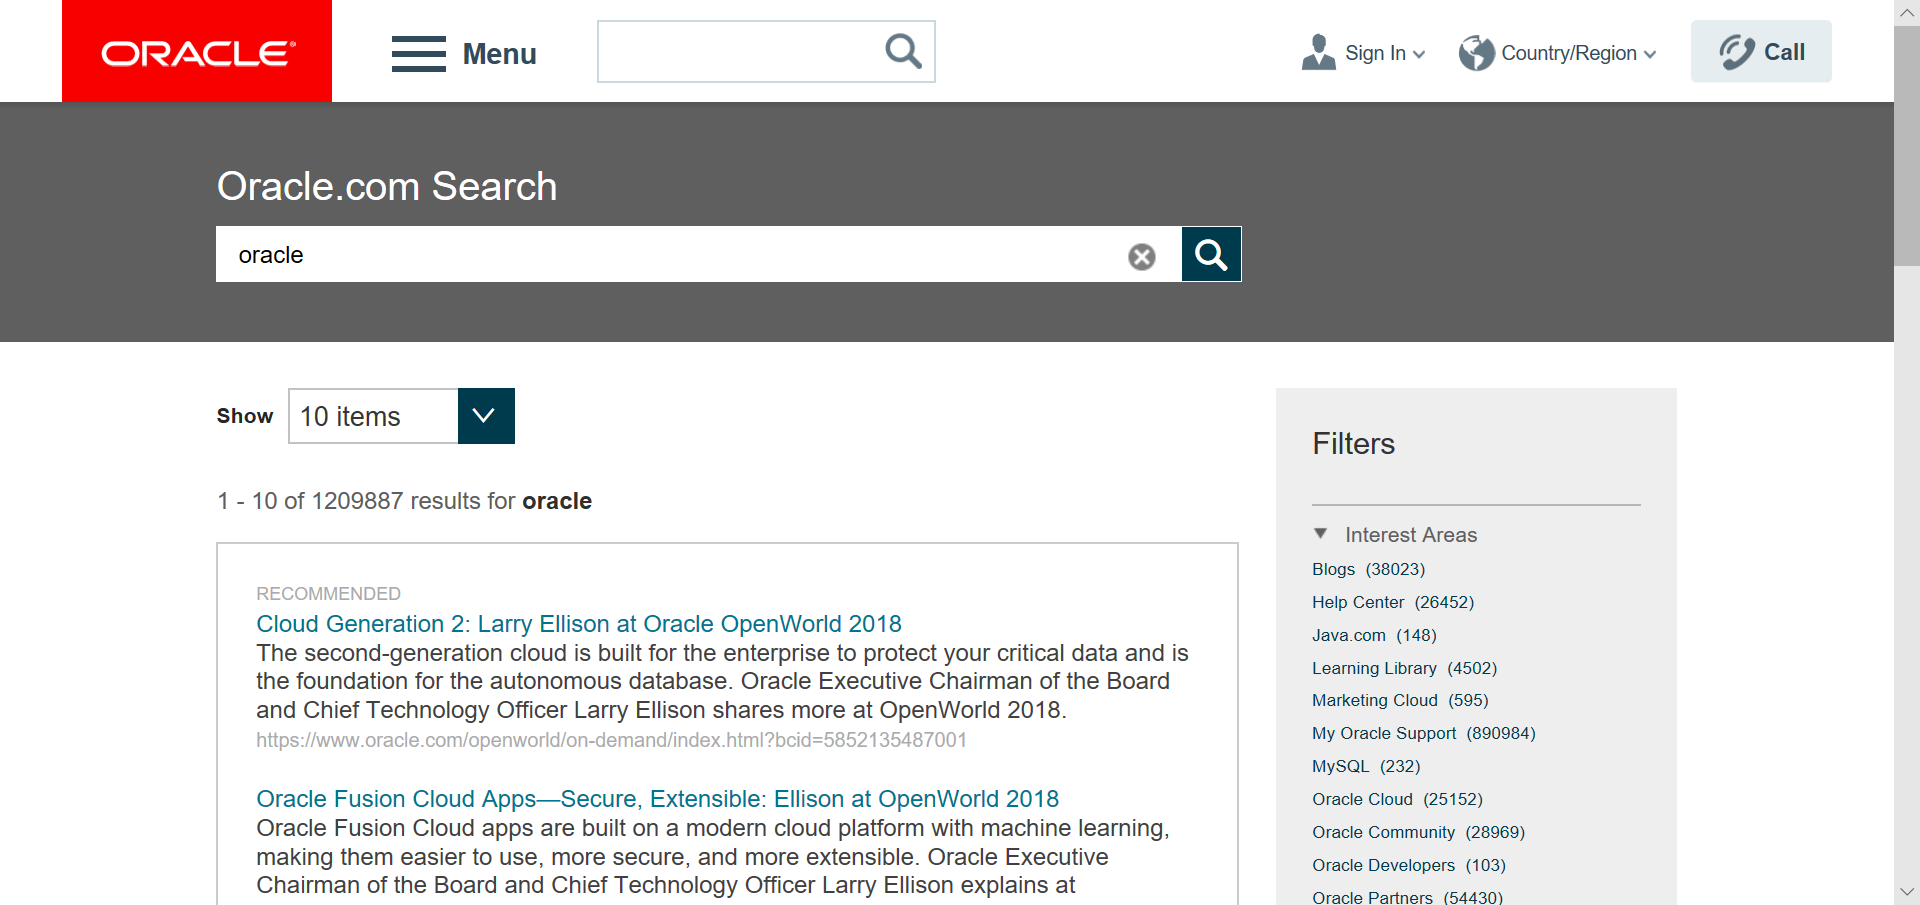 ORACLE®
Menu
Sign In
Country/Region
Call
Oracle.com Search
oracle
Show
10 items
1 - 10 of 1209887 results for oracle
RECOMMENDED
Cloud Generation 2: Larry Ellison at Oracle OpenWorld 2018
The second-generation cloud is built for the enterprise to protect your critical data and is
the foundation for the autonomous database. Oracle Executive Chairman of the Board
and Chief Technology Officer Larry Ellison shares more at OpenWorld 2018.
https://www.oracle.com/openworld/on-demand/index.html?bcid=5852135487001
Oracle Fusion Cloud Apps—Secure, Extensible: Ellison at OpenWorld 2018
Oracle Fusion Cloud apps are built on a modern cloud platform with machine learning,
making them easier to use, more secure, and more extensible. Oracle Executive
Chairman of the Board and Chief Technology Officer Larry Ellison explains at
Filters
Interest Areas
Blogs (38023)
Help Center (26452)
Java.com (148)
Learning Library (4502)
Marketing Cloud (595)
My Oracle Support (890984)
MySQL (232)
Oracle Cloud (25152)
Oracle Community (28969)
Oracle Developers (103)
Oracle Partners (54430)